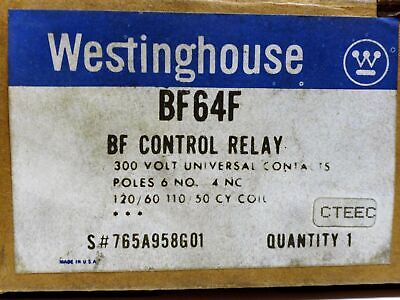 Westinghouse
BF64F
BF CONTROL RELAY
300 VOLT UNIVERSAL CONTACTS
POLES 6 NO. 4 NC
120/60 110/50 CY COIL
•••
CTEEC
S#765A958G01 QUANTITY 1
MADE IN U.S.A.